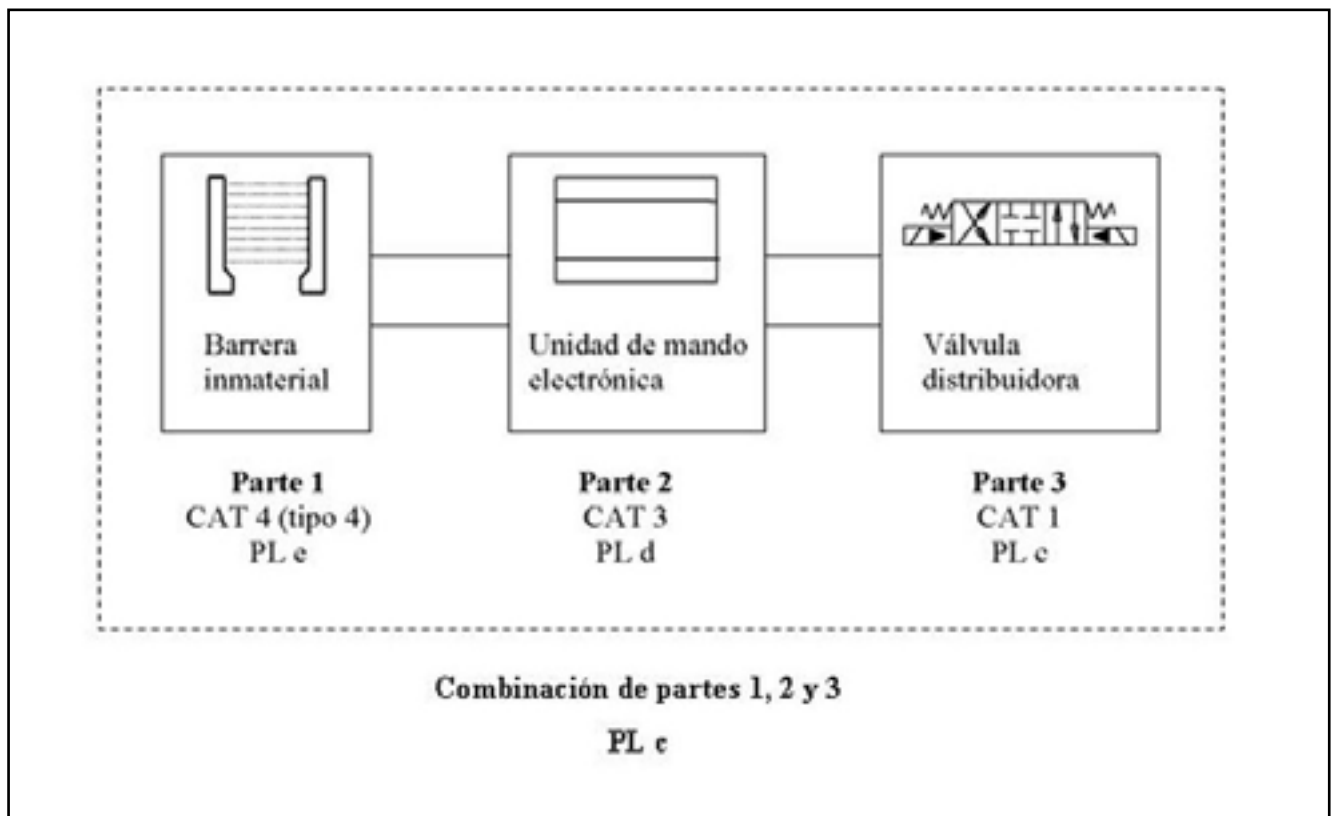 Barrera
inmaterial
Unidad de mando
electrónica
Válvula
distribuidora
Parte 1
CAT 4 (tipo 4)
PL e
Parte 2
CAT 3
PL d
Parte 3
CAT 1
PL c
Combinación de partes 1, 2 y 3
PL c